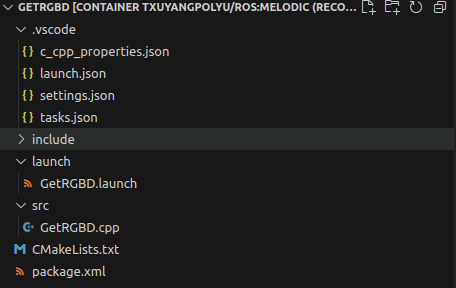 GETRGBD [CONTAINER TXUYANGPOLYU/ROS:MELODIC (RECO...
.vscode
c_cpp_properties.json
launch.json
settings.json
tasks.json
include
launch
GetRGBD.launch
src
GetRGBD.cpp
CMakeLists.txt
package.xml